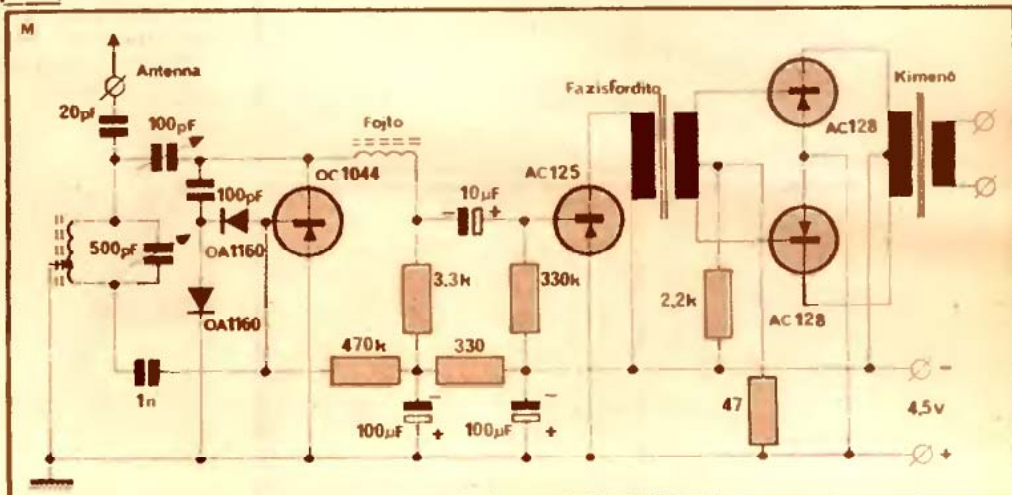 M
Antenna
20pf
100pF
100pF
500pF
OA1160
OA1160
1n
OC1044
Fojto
10µF
- +
3.3k
330k
470k
330
100µF
- +
100µF
- +
AC125
Fazisfordito
AC128
AC128
Kimenő
2,2k
47
-
4,5v
+